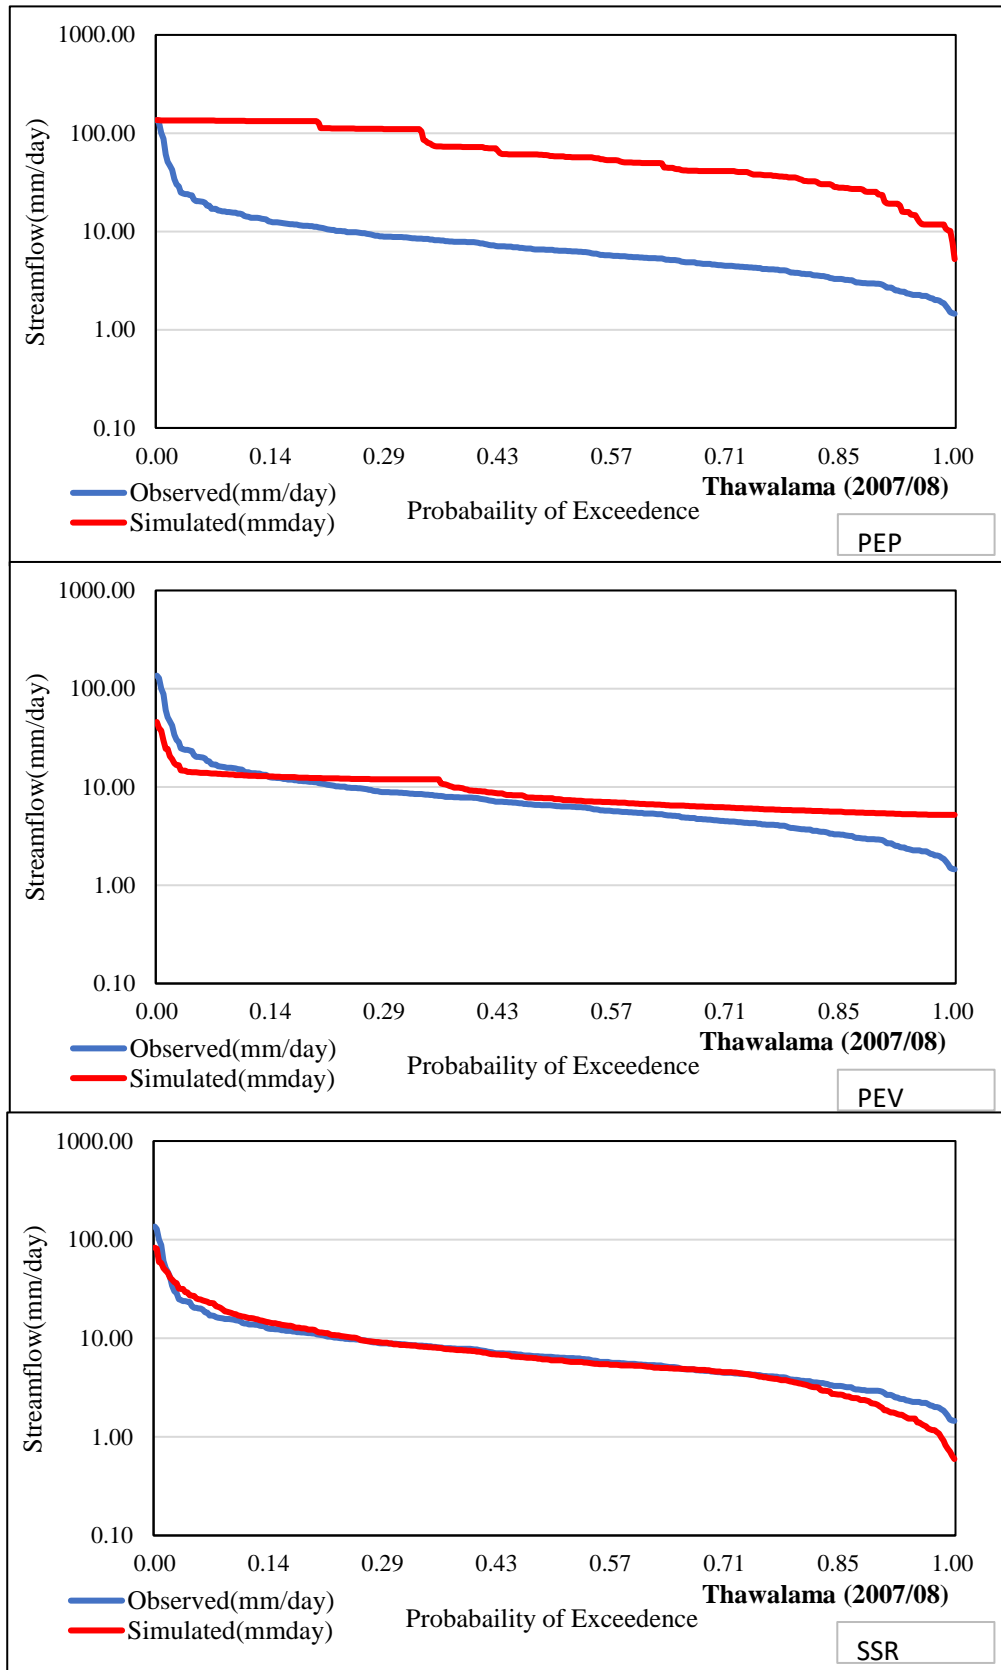 1000.00
100.00
10.00
1.00
0.10
Streamflow(mm/day)
0.00 0.14 0.29 0.43 0.57 0.71 0.85 1.00
Thawalama (2007/08)
Observed(mm/day)
Simulated(mmday)
Probabaility of Exceedence
PEP
1000.00
100.00
10.00
1.00
0.10
Streamflow(mm/day)
0.00 0.14 0.29 0.43 0.57 0.71 0.85 1.00
Thawalama (2007/08)
Observed(mm/day)
Simulated(mmday)
Probabaility of Exceedence
PEV
1000.00
100.00
10.00
1.00
0.10
Streamflow(mm/day)
0.00 0.14 0.29 0.43 0.57 0.71 0.85 1.00
Thawalama (2007/08)
Observed(mm/day)
Simulated(mmday)
Probabaility of Exceedence
SSR